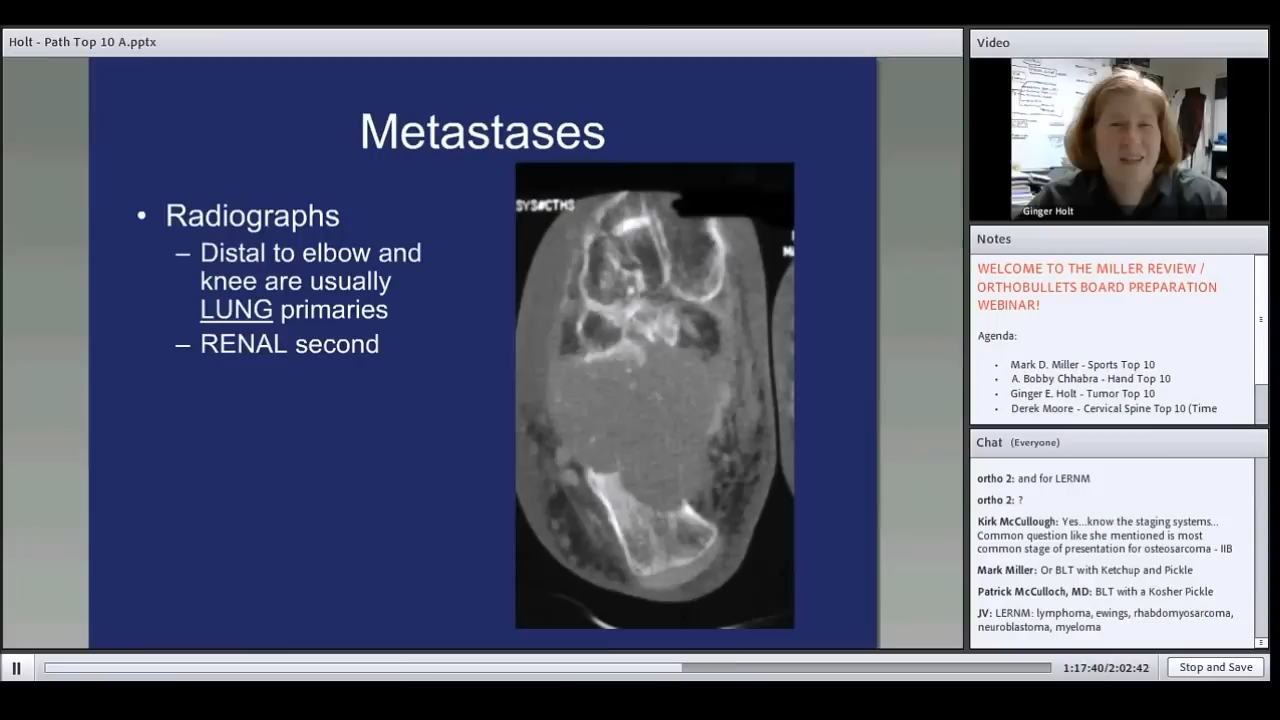 Holt - Path Top 10 A.pptx
Metastases
• Radiographs
– Distal to elbow and
knee are usually
LUNG primaries
– RENAL second
SYS#CTHS
Video
Ginger Holt
Notes
WELCOME TO THE MILLER REVIEW /
ORTHOBULLETS BOARD PREPARATION
WEBINAR!
Agenda:
• Mark D. Miller - Sports Top 10
• A. Bobby Chhabra - Hand Top 10
• Ginger E. Holt - Tumor Top 10
• Derek Moore - Cervical Spine Top 10 (Time
Chat (Everyone)
ortho 2: and for LERNM
ortho 2: ?
Kirk McCullough: Yes...know the staging systems...
Common question like she mentioned is most
common stage of presentation for osteosarcoma - IIB
Mark Miller: Or BLT with Ketchup and Pickle
Patrick McCulloch, MD: BLT with a Kosher Pickle
JV: LERNM: lymphoma, ewings, rhabdomyosarcoma,
neuroblastoma, myeloma
1:17:40/2:02:42
Stop and Save